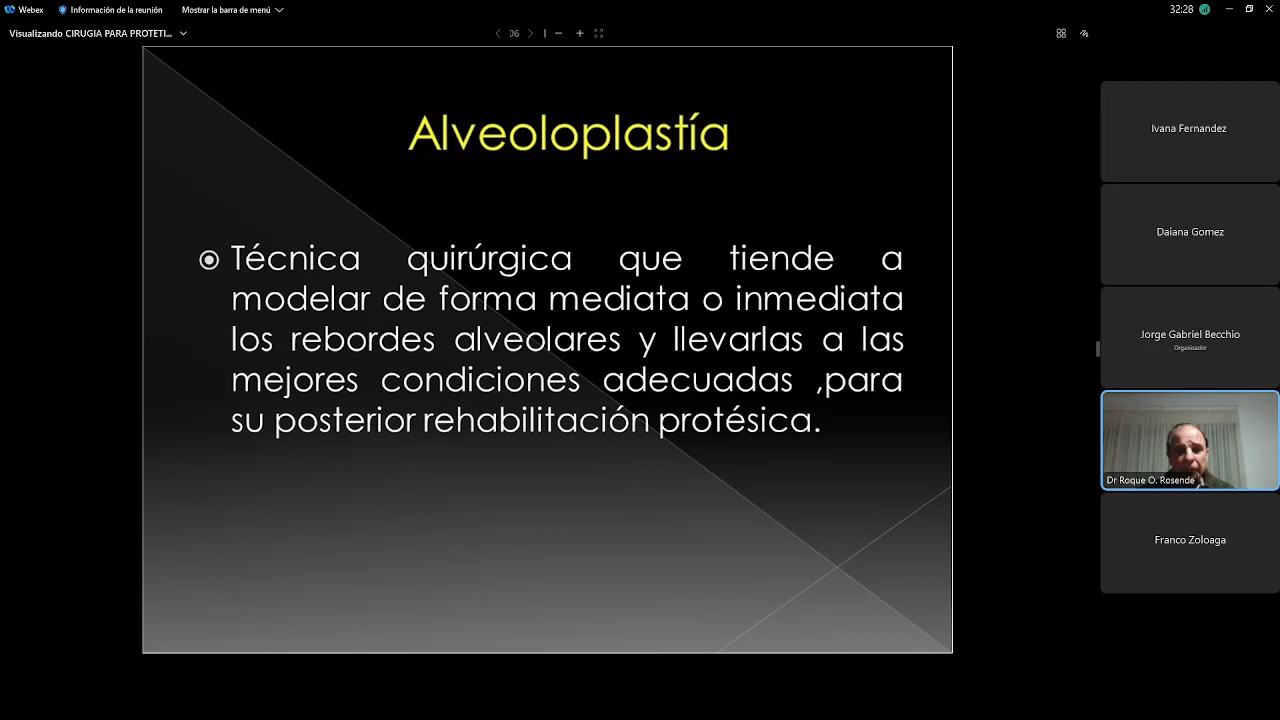 Webex
Información de la reunión
Mostrar la barra de menú
32:28
Visualizando CIRUGIA PARA PROTETI...
Alveoloplastía
Técnica quirúrgica que tiende a
modelar de forma mediata o inmediata
los rebordes alveolares y llevarlas a las
mejores condiciones adecuadas ,para
su posterior rehabilitación protésica.
Ivana Fernandez
Daiana Gomez
Jorge Gabriel Becchio
Organizador
Dr Roque O. Rosende
Franco Zoloaga